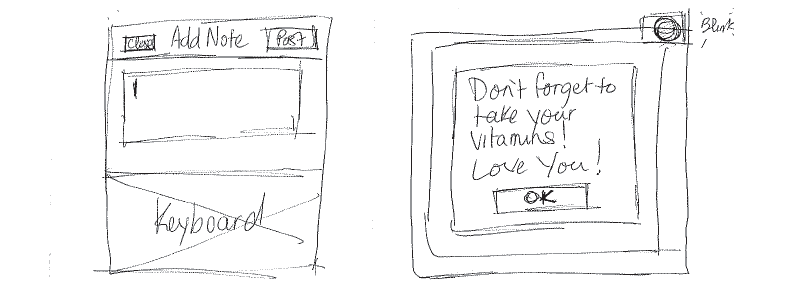 Close Add Note Post
Keyboard
Blink
Don't forget to
take your
vitamins!
Love You!
OK